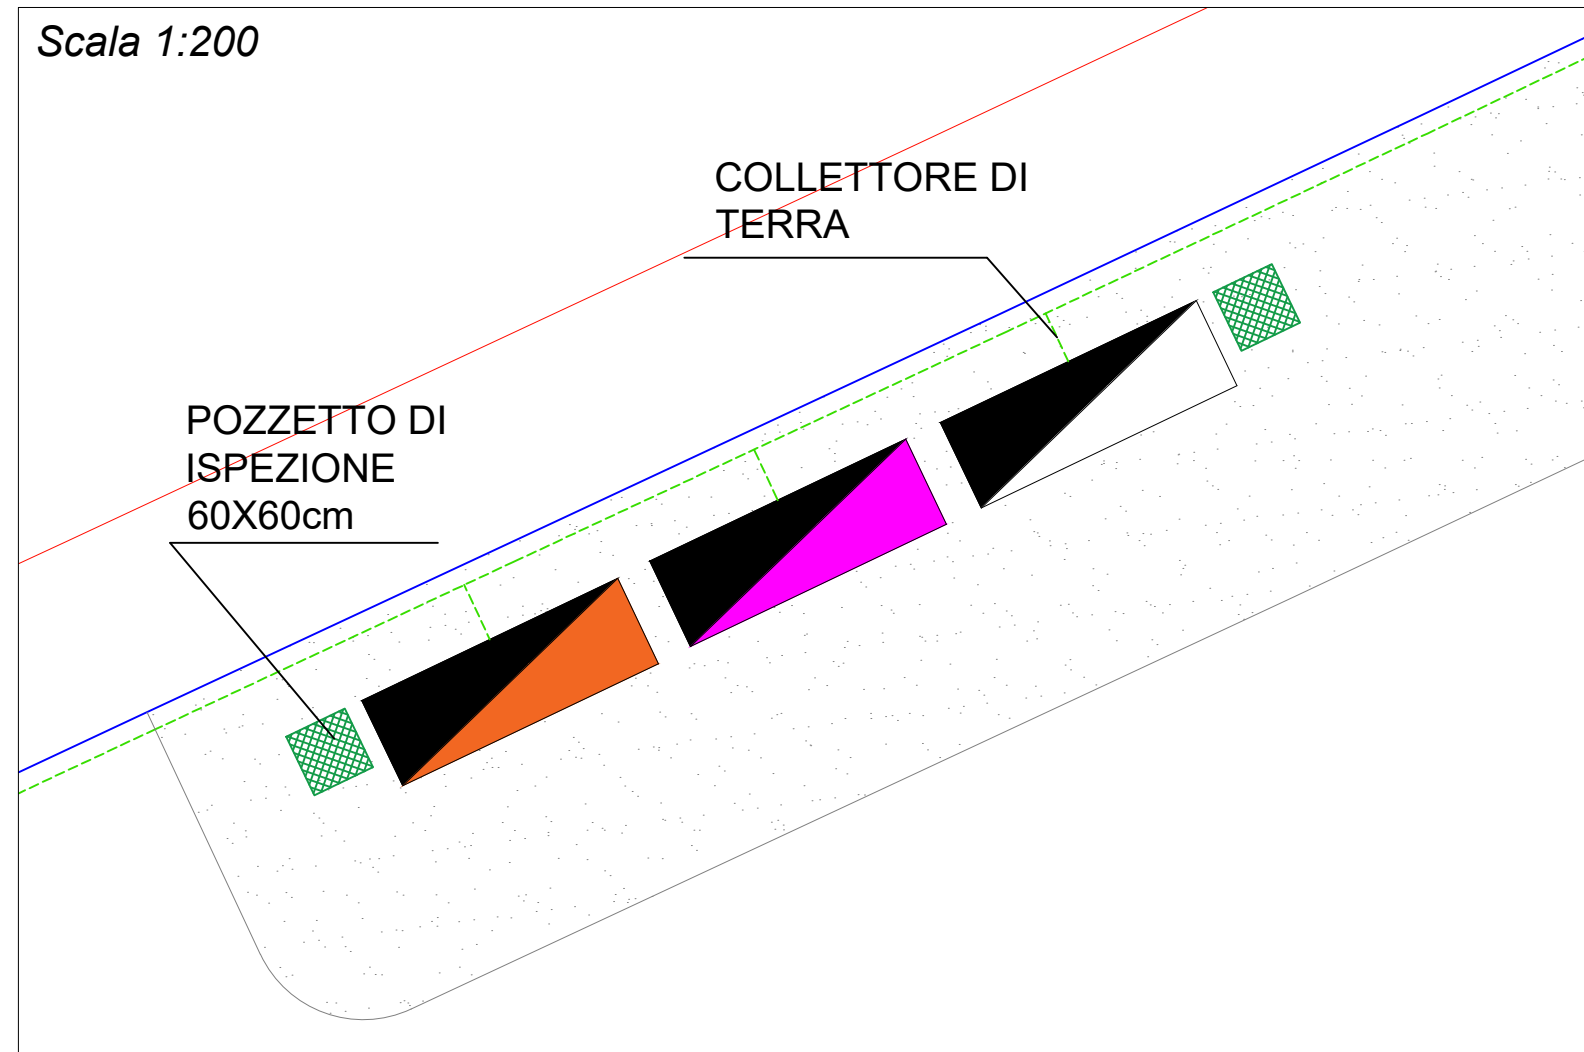 Scala 1:200
COLLETTORE DI
TERRA
POZZETTO DI
ISPEZIONE
60X60cm